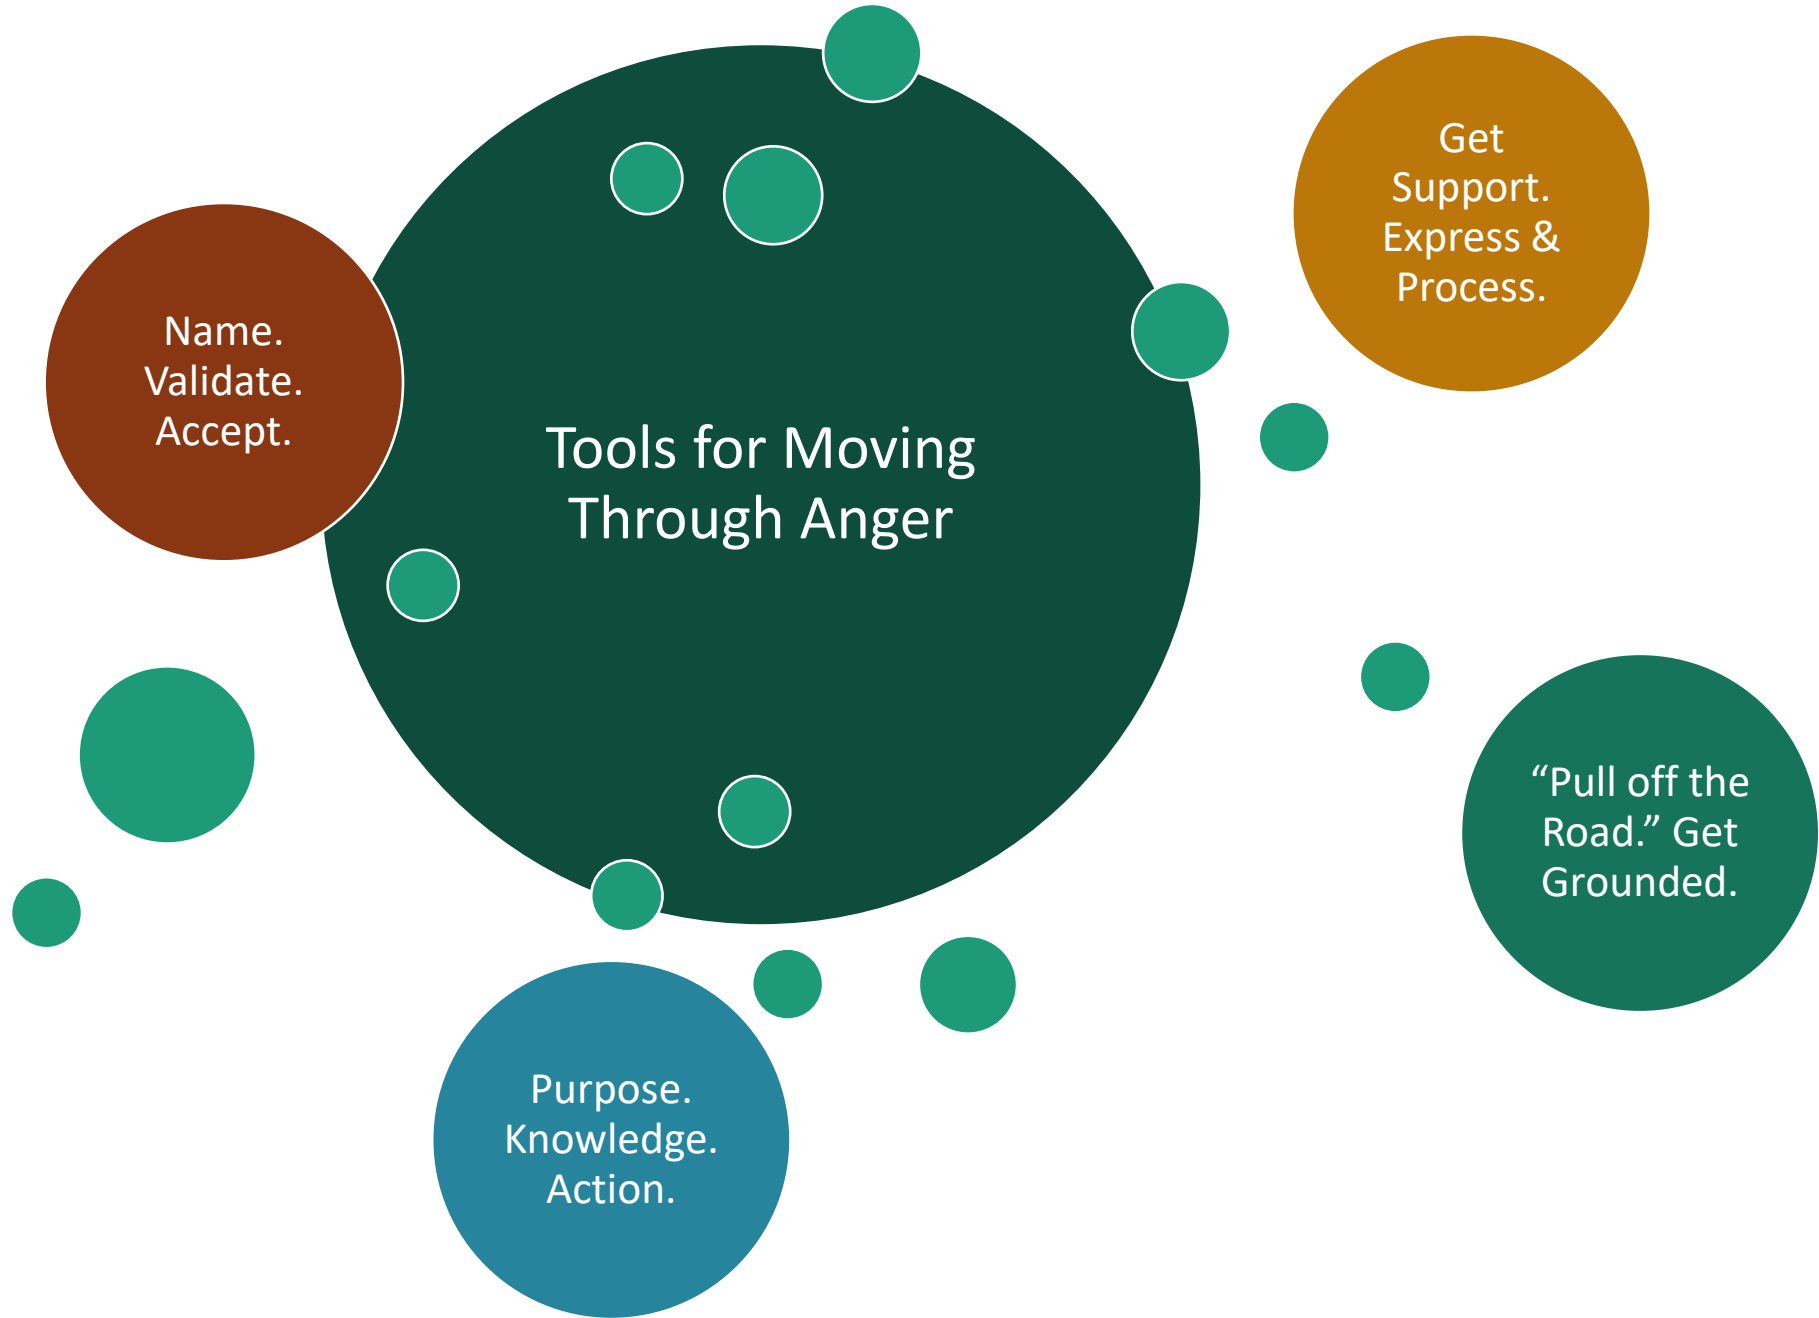 Tools for Moving
Through Anger
Name.
Validate.
Accept.
Get
Support.
Express &
Process.
“Pull off the
Road.” Get
Grounded.
Purpose.
Knowledge.
Action.